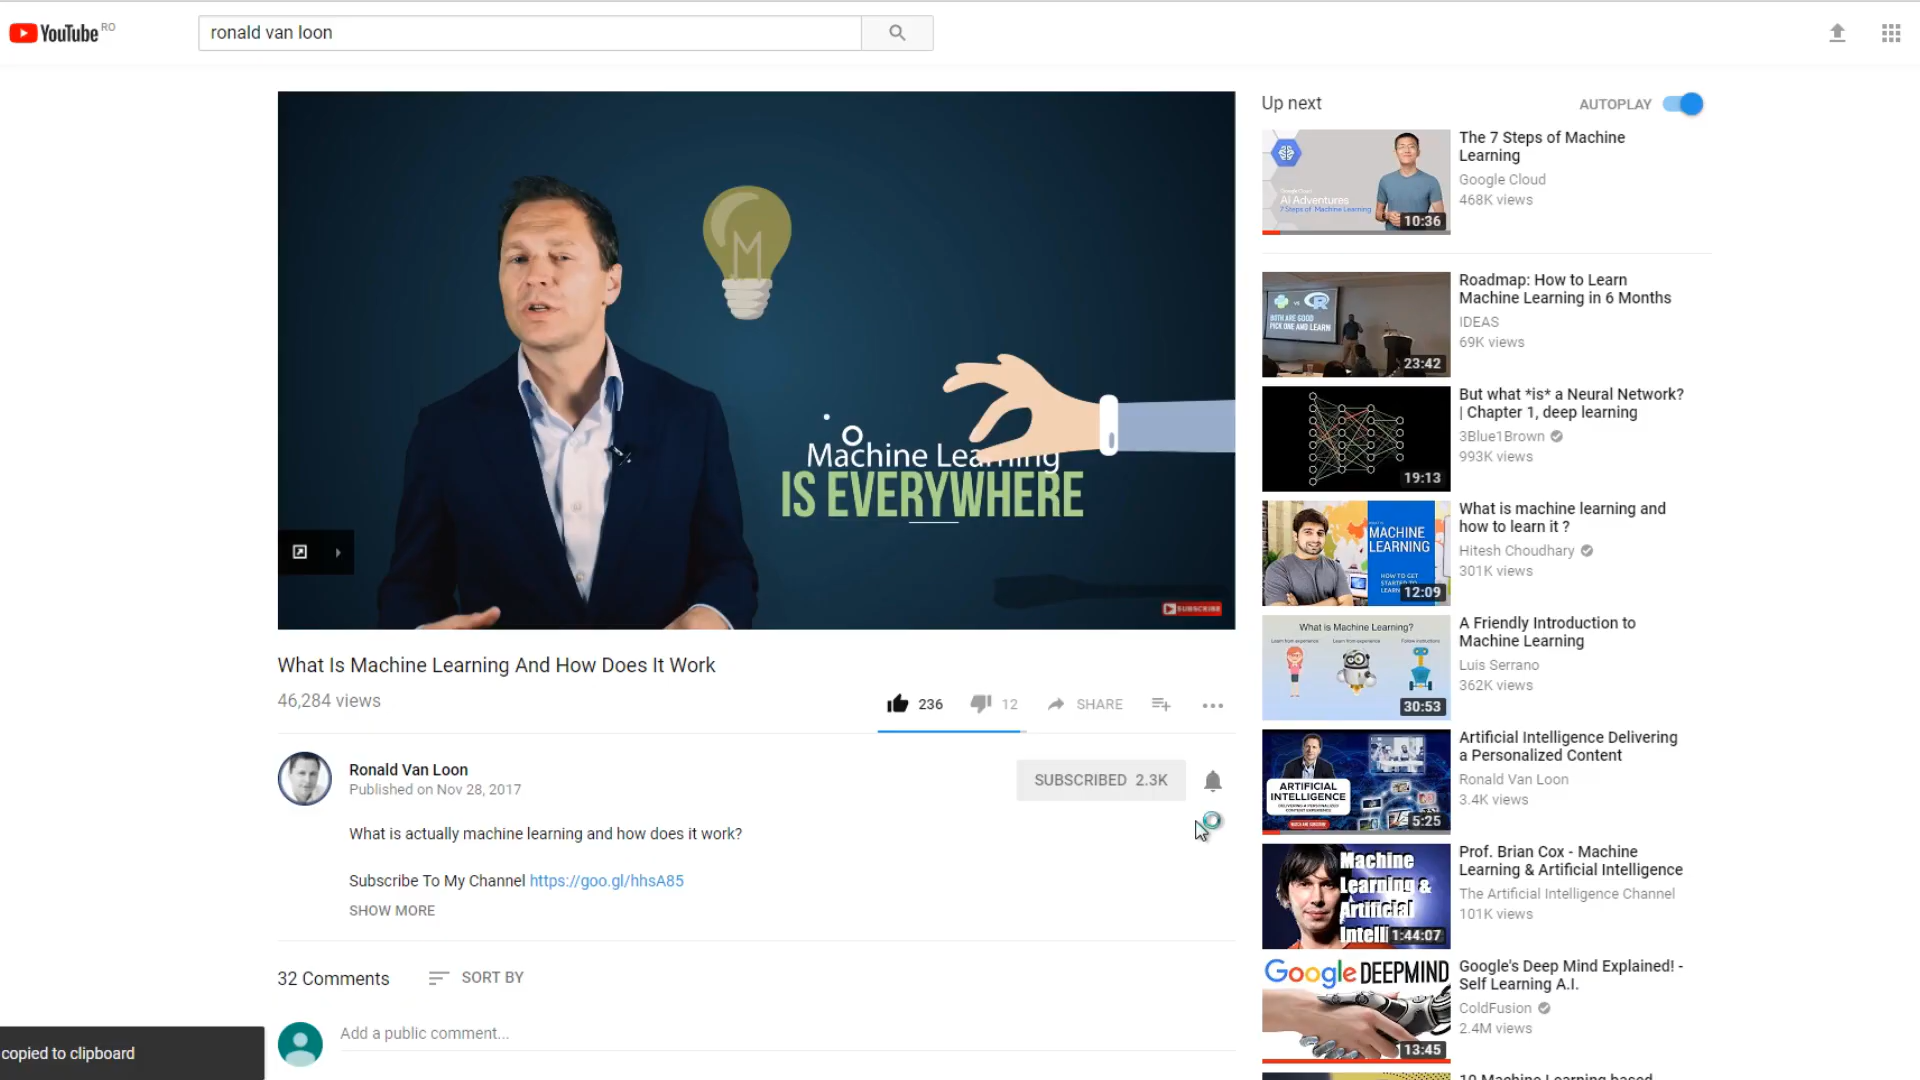 YouTube RO
ronald van loon
M
Machine Learning
IS EVERYWHERE
SUBSCRIBE
What Is Machine Learning And How Does It Work
46,284 views
236
12
SHARE
Ronald Van Loon
Published on Nov 28, 2017
SUBSCRIBED 2.3K
What is actually machine learning and how does it work?
Subscribe To My Channel https://goo.gl/hhsA85
SHOW MORE
32 Comments
SORT BY
Add a public comment...
copied to clipboard
Up next
AUTOPLAY
Google Cloud
AI Adventures
7 Steps of Machine Learning
10:36
The 7 Steps of Machine
Learning
Google Cloud
468K views
VS R
BOTH ARE GOOD
PICK ONE AND LEARN
23:42
Roadmap: How to Learn
Machine Learning in 6 Months
IDEAS
69K views
19:13
But what *is* a Neural Network?
| Chapter 1, deep learning
3Blue1Brown
993K views
MACHINE
LEARNING
HOW TO GET
STARTED TO
12:09
What is machine learning and
how to learn it ?
Hitesh Choudhary
301K views
What is Machine Learning?
Learn from experience
Learn from experience
Follow instructions
30:53
A Friendly Introduction to
Machine Learning
Luis Serrano
362K views
ARTIFICIAL
INTELLIGENCE
5:25
Artificial Intelligence Delivering
a Personalized Content
Ronald Van Loon
3.4K views
Machine
Learning &
Artificial
Intelli
1:44:07
Prof. Brian Cox - Machine
Learning & Artificial Intelligence
The Artificial Intelligence Channel
101K views
Google DEEPMIND
13:45
Google's Deep Mind Explained! -
Self Learning A.I.
ColdFusion
2.4M views
10 Machine Learning based